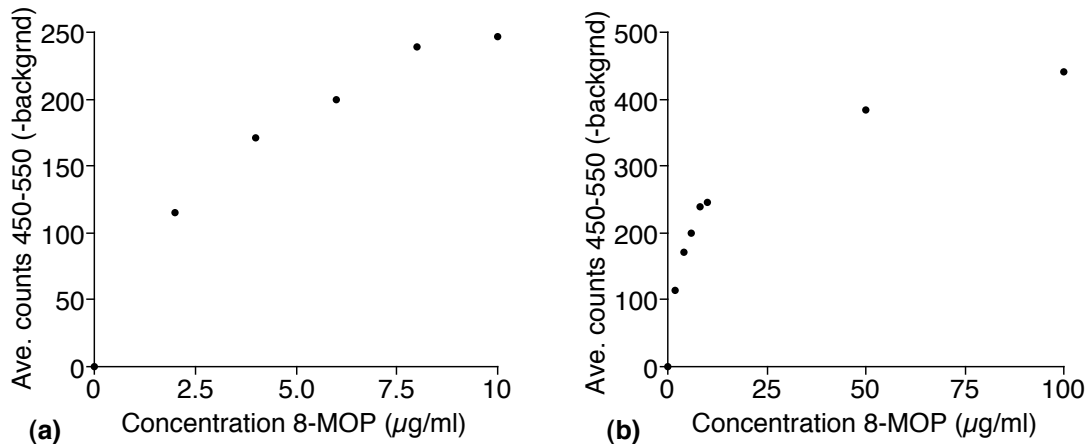 Ave. counts 450-550 (-backgrnd)
250
200
150
100
50
0
0 2.5 5.0 7.5 10
(a) Concentration 8-MOP (µg/ml)
Ave. counts 450-550 (-backgrnd)
500
400
300
200
100
0
0 25 50 75 100
(b) Concentration 8-MOP (µg/ml)